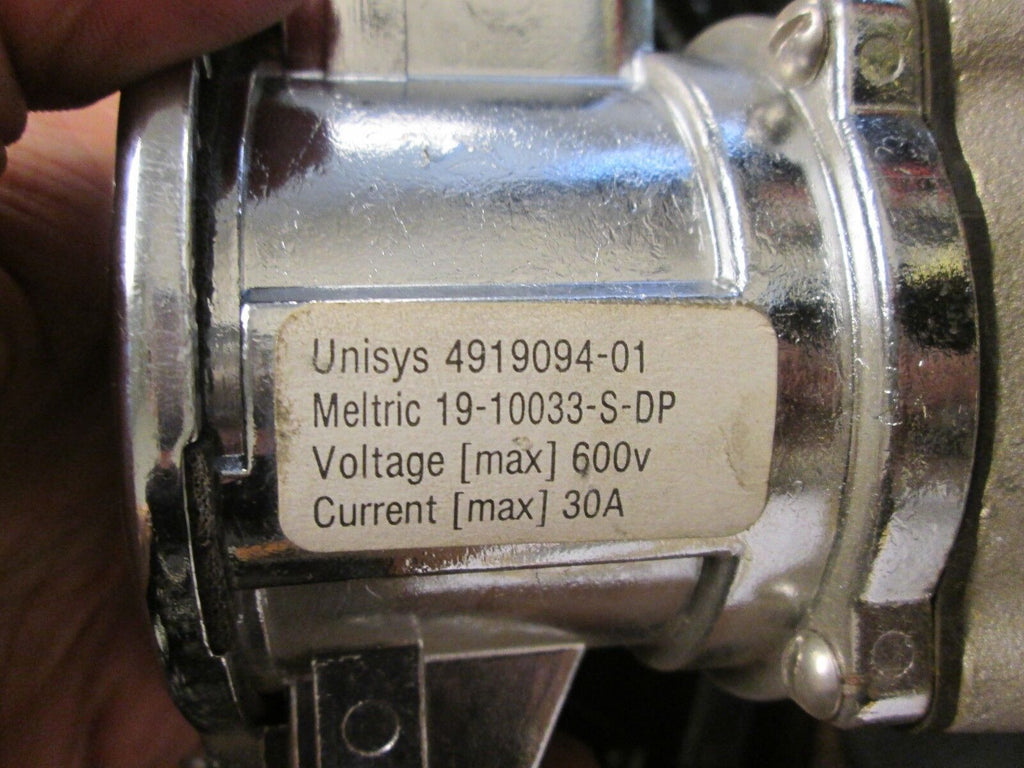 Unisys 4919094-01
Meltric 19-10033-S-DP
Voltage [max] 600v
Current [max] 30A